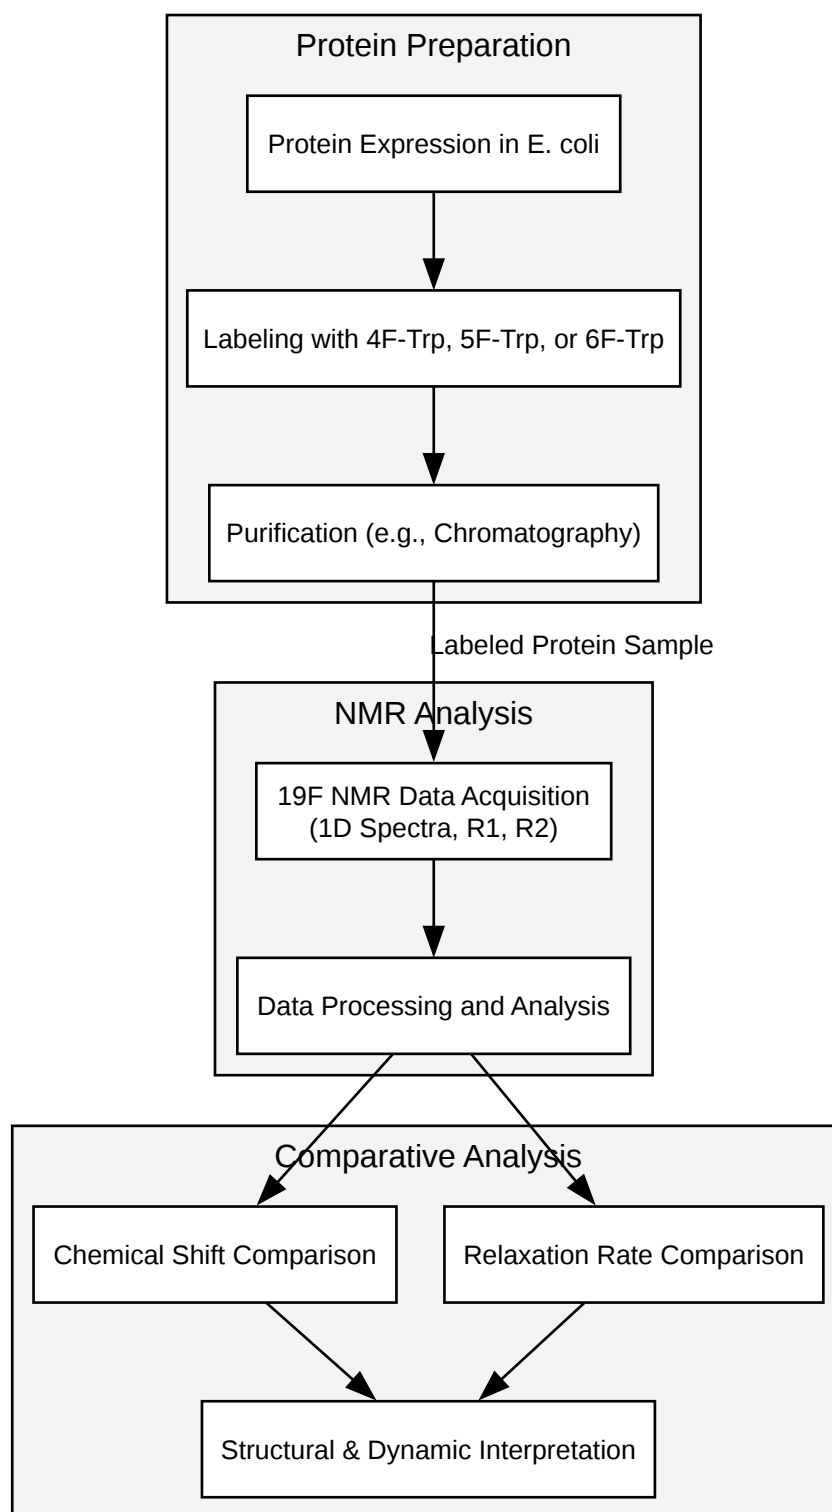 Protein Preparation
Protein Expression in E. coli
Labeling with 4F-Trp, 5F-Trp, or 6F-Trp
Purification (e.g., Chromatography)
Labeled Protein Sample
NMR Analysis
19F NMR Data Acquisition
(1D Spectra, R1, R2)
Data Processing and Analysis
Comparative Analysis
Chemical Shift Comparison
Relaxation Rate Comparison
Structural & Dynamic Interpretation